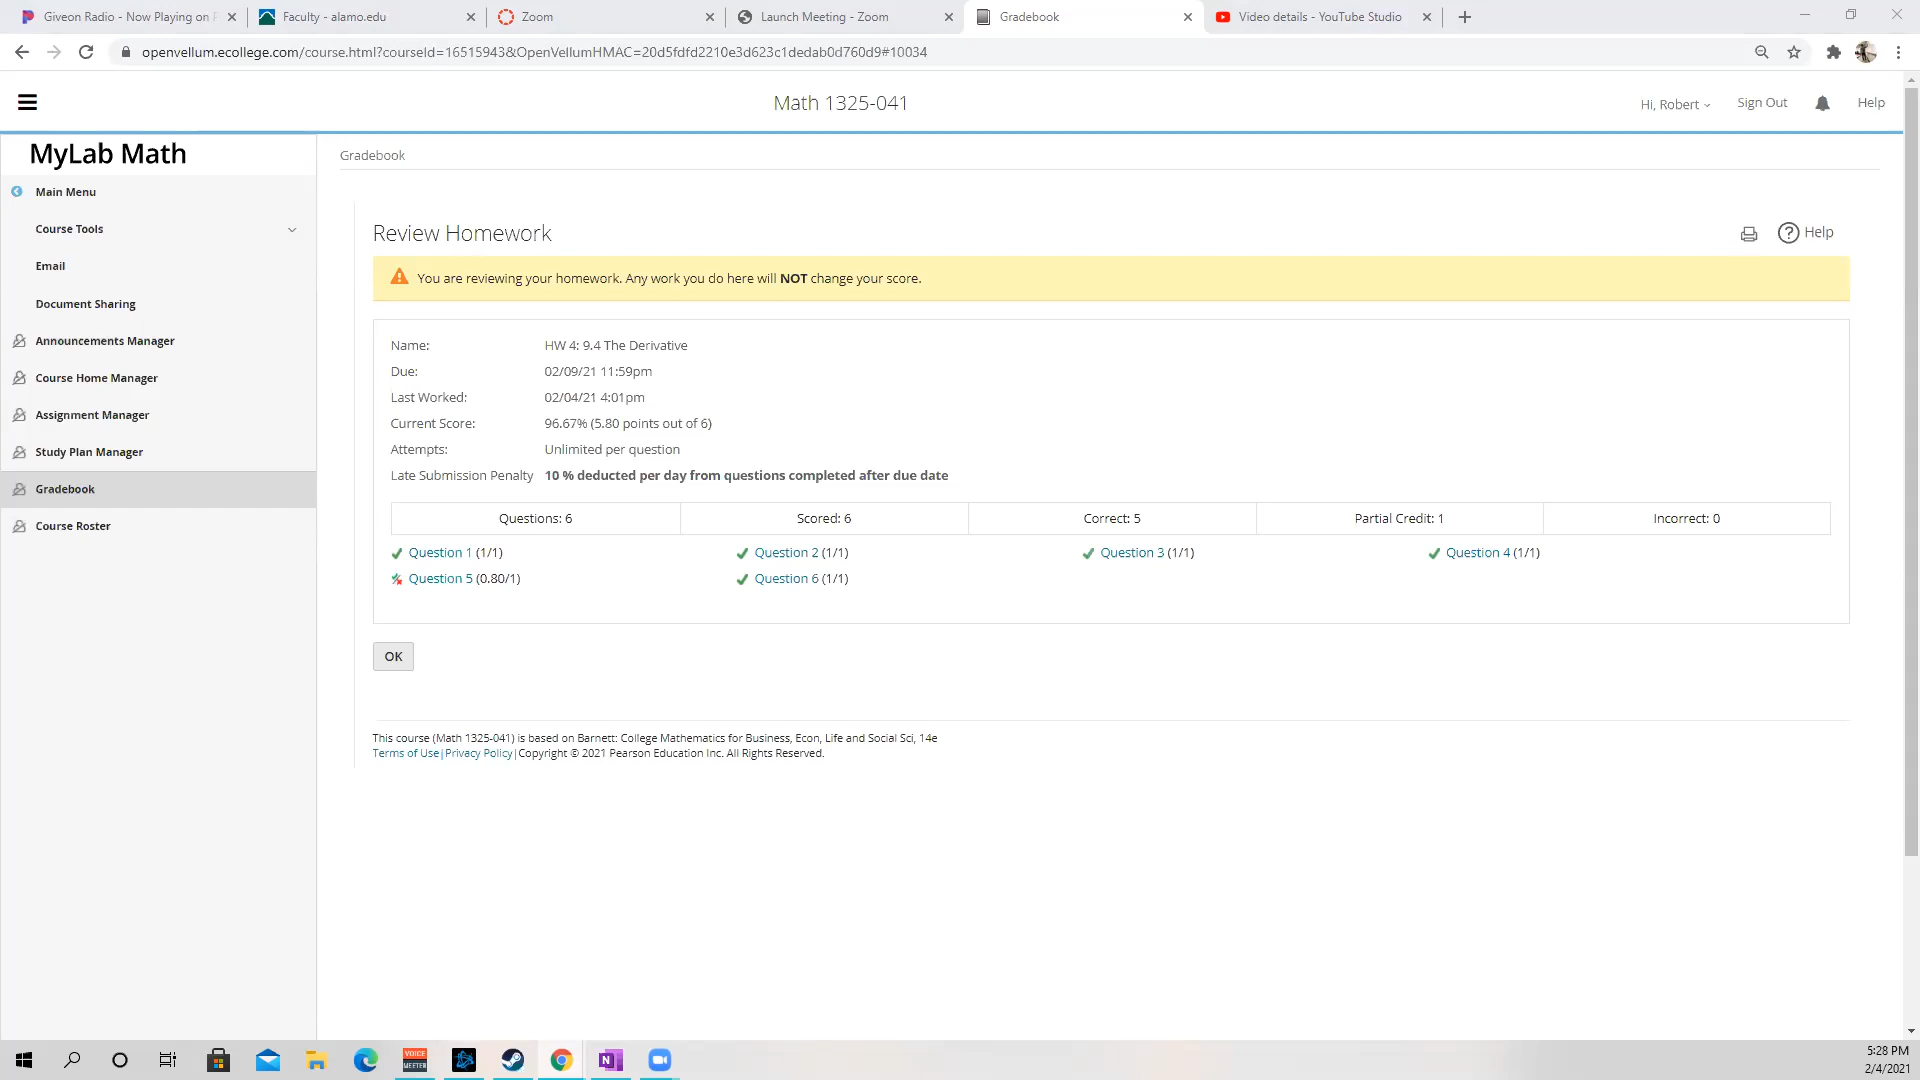 Giveon Radio - Now Playing on
Faculty - alamo.edu
Zoom
Launch Meeting - Zoom
Gradebook
Video details - YouTube Studio
openvellum.ecollege.com/course.html?courseId=16515943&OpenVellumHMAC=20d5fdfd2210e3d623c1dedab0d760d9#10034
Math 1325-041
Hi, Robert
Sign Out
Help
MyLab Math
Main Menu
Course Tools
Email
Document Sharing
Announcements Manager
Course Home Manager
Assignment Manager
Study Plan Manager
Gradebook
Course Roster
Gradebook
Review Homework
? Help
You are reviewing your homework. Any work you do here will NOT change your score.
Name: HW 4: 9.4 The Derivative
Due: 02/09/21 11:59pm
Last Worked: 02/04/21 4:01pm
Current Score: 96.67% (5.80 points out of 6)
Attempts: Unlimited per question
Late Submission Penalty 10 % deducted per day from questions completed after due date
Questions: 6 Scored: 6 Correct: 5 Partial Credit: 1 Incorrect: 0
Question 1 (1/1) Question 2 (1/1) Question 3 (1/1) Question 4 (1/1)
Question 5 (0.80/1) Question 6 (1/1)
OK
This course (Math 1325-041) is based on Barnett: College Mathematics for Business, Econ, Life and Social Sci, 14e
Terms of Use|Privacy Policy|Copyright © 2021 Pearson Education Inc. All Rights Reserved.
VOICE
MEETER
N
5:28 PM
2/4/2021